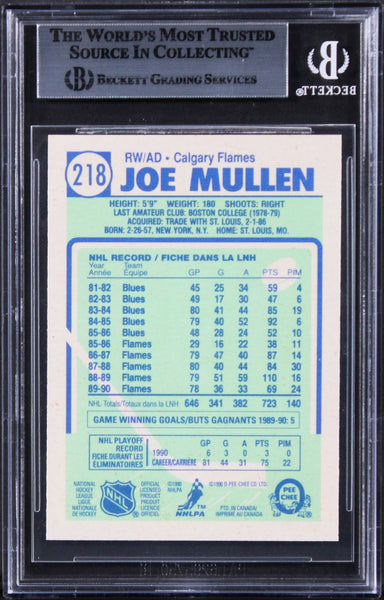 THE WORLD'S MOST TRUSTED
SOURCE IN COLLECTING™
BECKETT GRADING SERVICES
BECKETT
218
RW/AD • Calgary Flames
JOE MULLEN
HEIGHT: 5'9" WEIGHT: 180 SHOOTS: RIGHT
LAST AMATEUR CLUB: BOSTON COLLEGE (1978-79)
ACQUIRED: TRADE WITH ST. LOUIS, 2-1-86
BORN: 2-26-57, NEW YORK, N.Y. HOME: ST. LOUIS, MO.
NHL RECORD / FICHE DANS LA LNH
Year Team GP G A PTS PIM
Année Équipe
81-82 Blues 45 25 34 59 4
82-83 Blues 49 17 30 47 6
83-84 Blues 80 41 44 85 19
84-85 Blues 79 40 52 92 6
85-86 Blues 48 28 24 52 10
85-86 Flames 29 16 22 38 11
86-87 Flames 79 47 40 87 14
87-88 Flames 80 40 44 84 30
88-89 Flames 79 51 59 110 16
89-90 Flames 78 36 33 69 24
NHL Totals/Totaux dans la LNH 646 341 382 723 140
GAME WINNING GOALS/BUTS GAGNANTS 1989-90: 5
NHL PLAYOFF GP G A PTS PIM
RECORD 1990 6 3 0 3 0
FICHE DURANT LES
ÉLIMINATOIRES CAREER/CARRIÈRE 81 44 31 75 22
NATIONAL HOCKEY LEAGUE
LIGUE NATIONALE DE HOCKEY
NHL
OFFICIAL LICENSED PRODUCT
PRODUIT OFFICIEL
©1990 NHLPA
NHLPA™
©1990 O-PEE CHEE CO. LTD.
PTD. IN CANADA/
IMPRIMÉ AU CANADA
O PEE CHEE